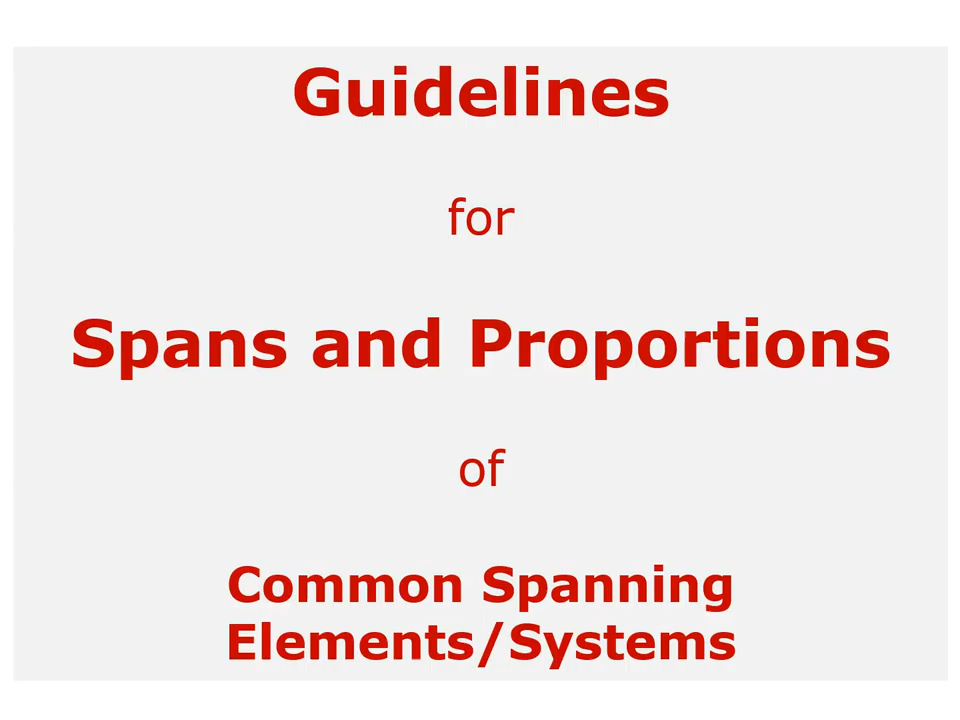 Guidelines
for
Spans and Proportions
of
Common Spanning
Elements/Systems